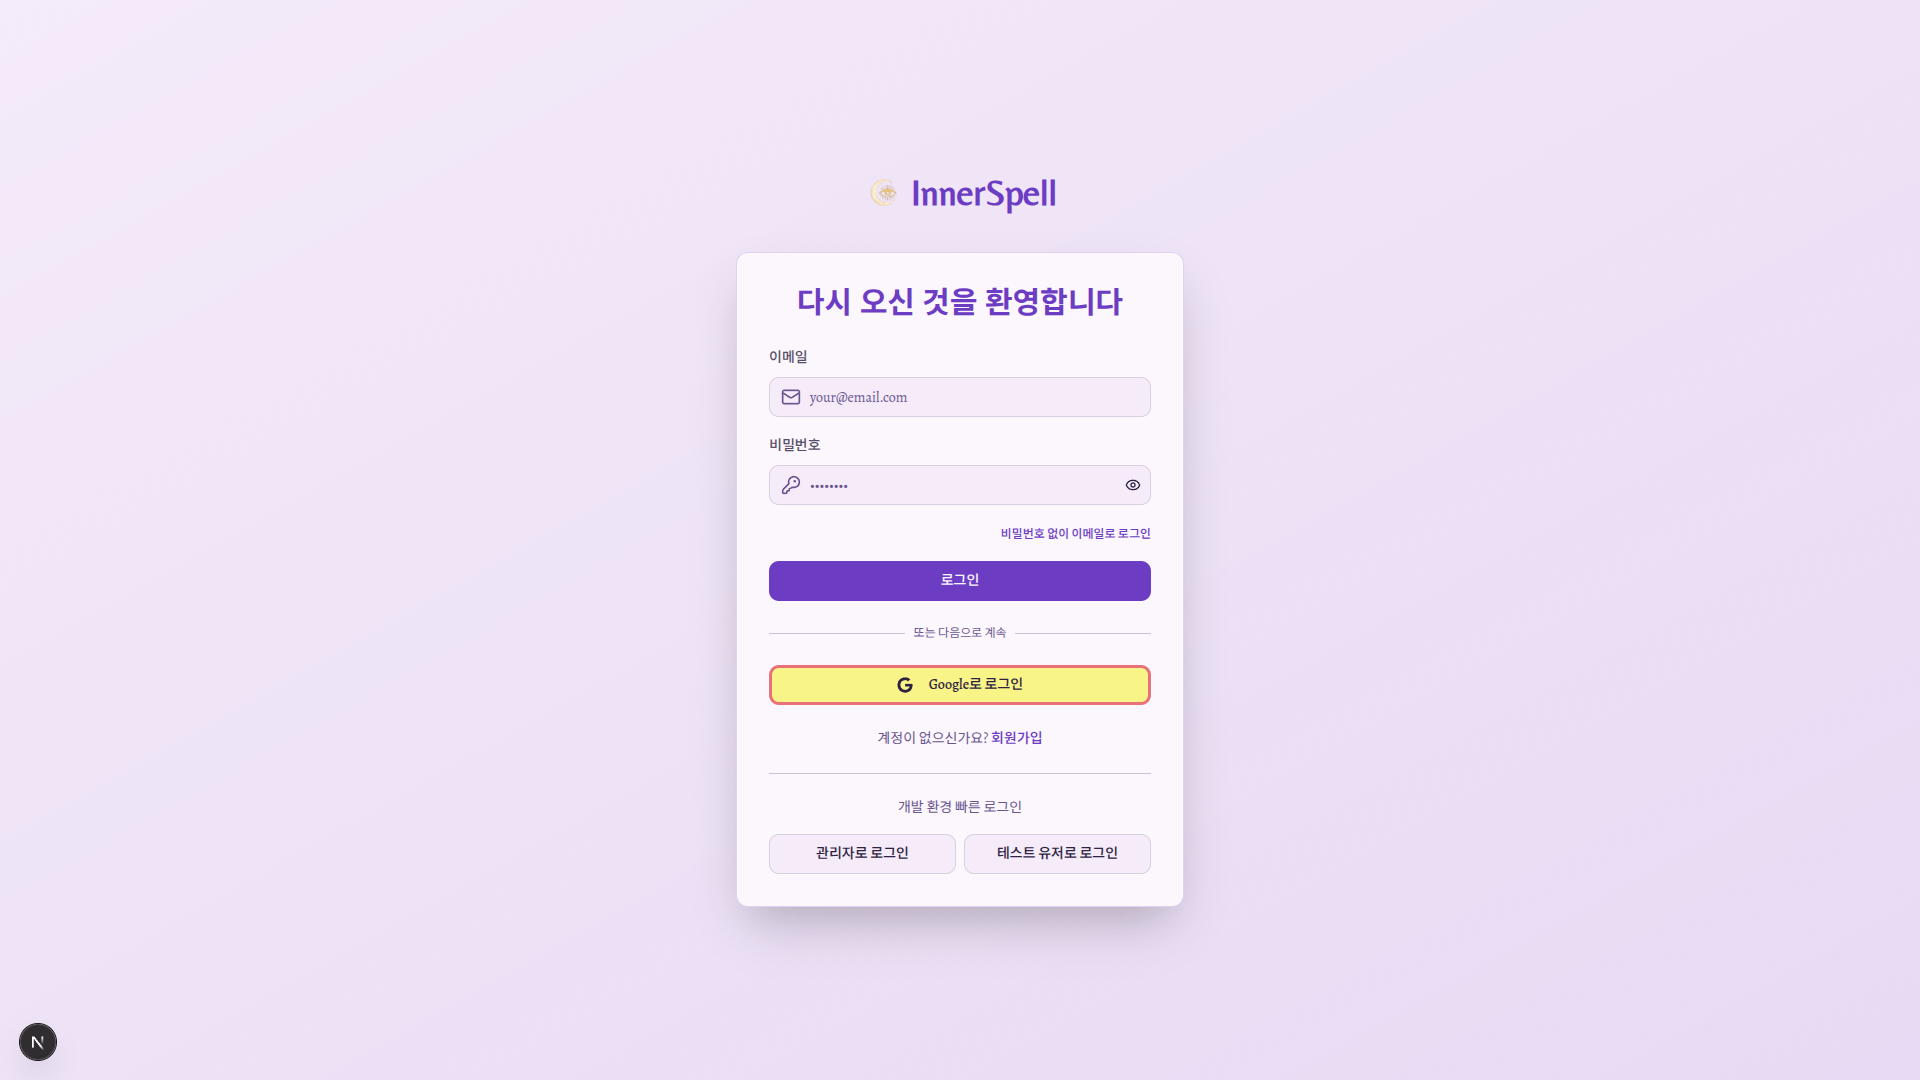 InnerSpell
다시 오신 것을 환영합니다
이메일
your@email.com
비밀번호
••••••••
비밀번호 없이 이메일로 로그인
로그인
또는 다음으로 계속
G Google로 로그인
계정이 없으신가요? 회원가입
개발 환경 빠른 로그인
관리자로 로그인
테스트 유저로 로그인
N